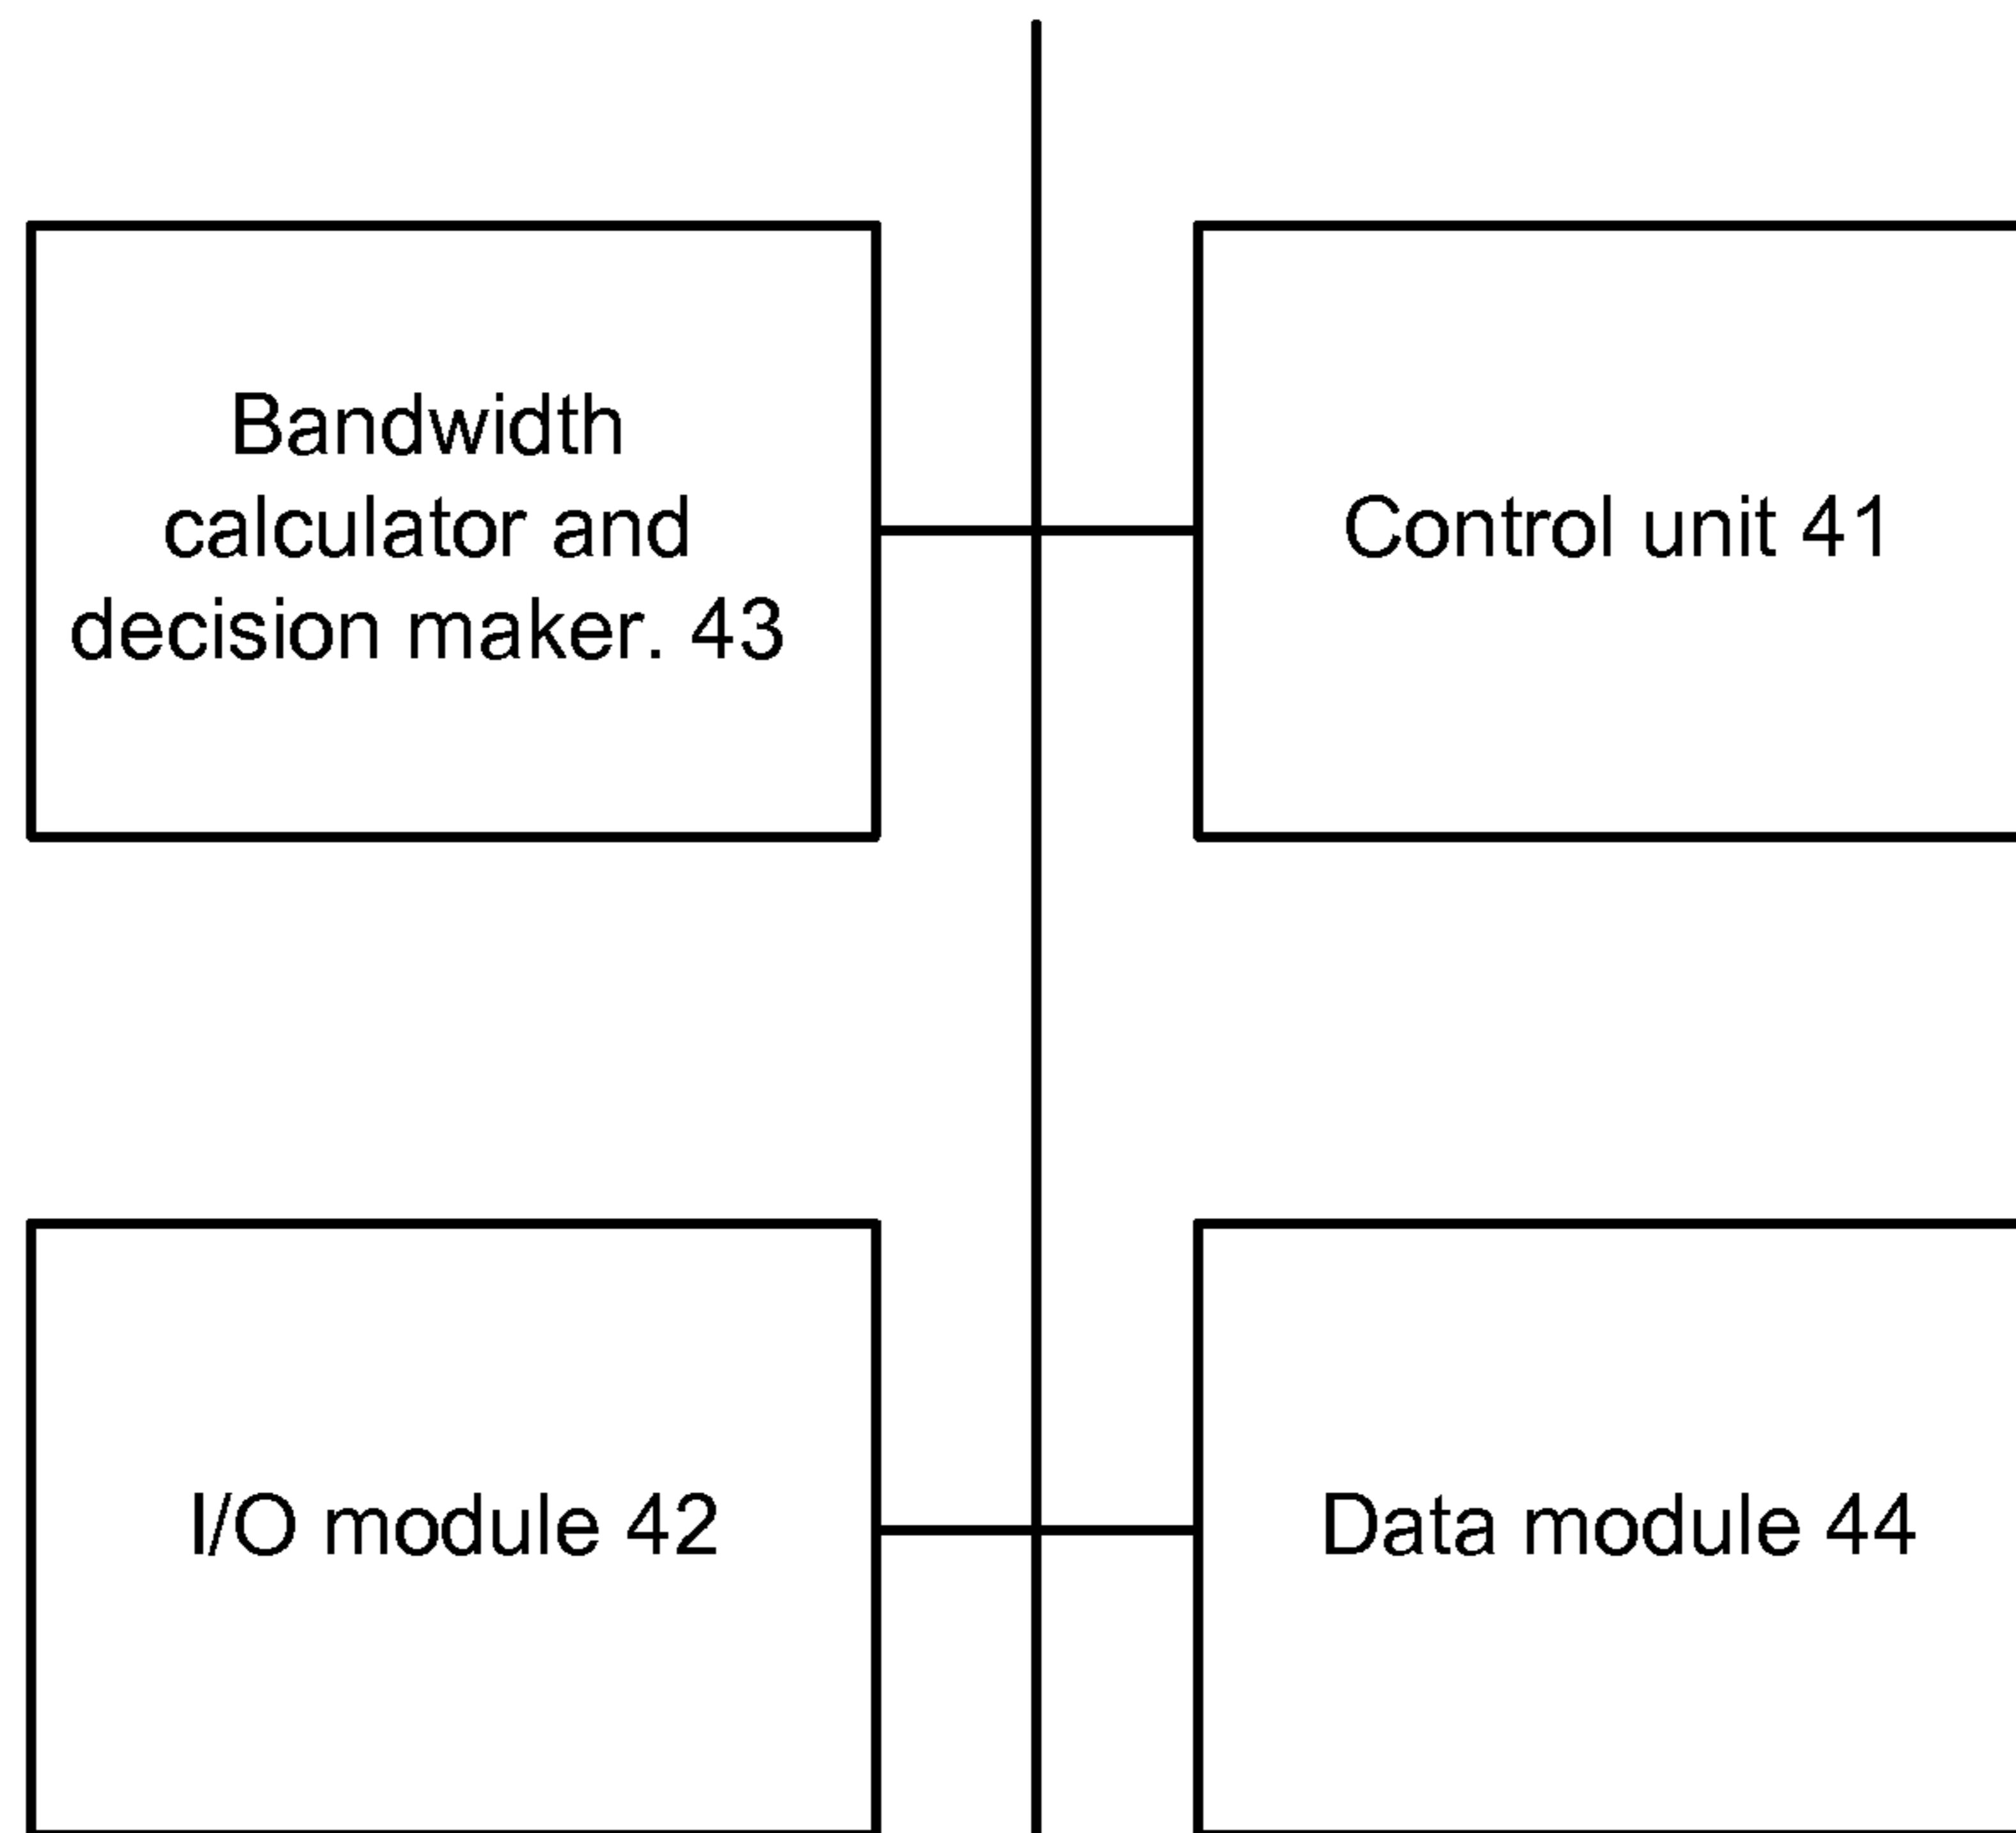 Bandwidth
calculator and
decision maker. 43
Control unit 41
I/O module 42
Data module 44